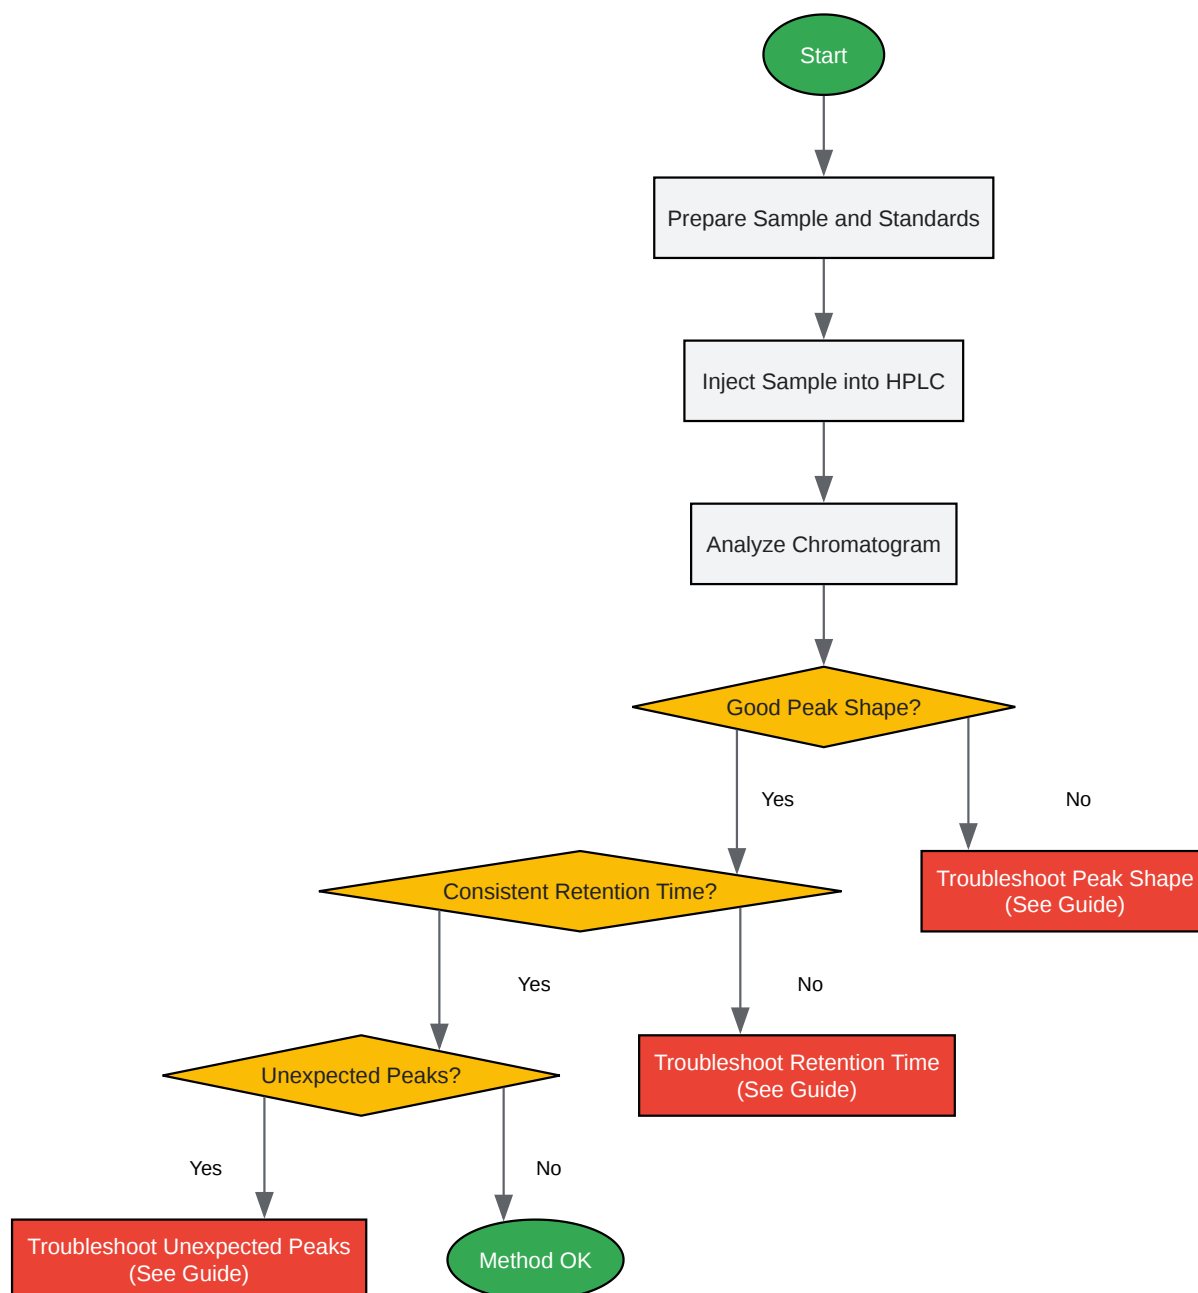 Start
Prepare Sample and Standards
Inject Sample into HPLC
Analyze Chromatogram
Good Peak Shape?
Yes
No
Consistent Retention Time?
Troubleshoot Peak Shape
(See Guide)
Yes
No
Unexpected Peaks?
Troubleshoot Retention Time
(See Guide)
Yes
No
Troubleshoot Unexpected Peaks
(See Guide)
Method OK